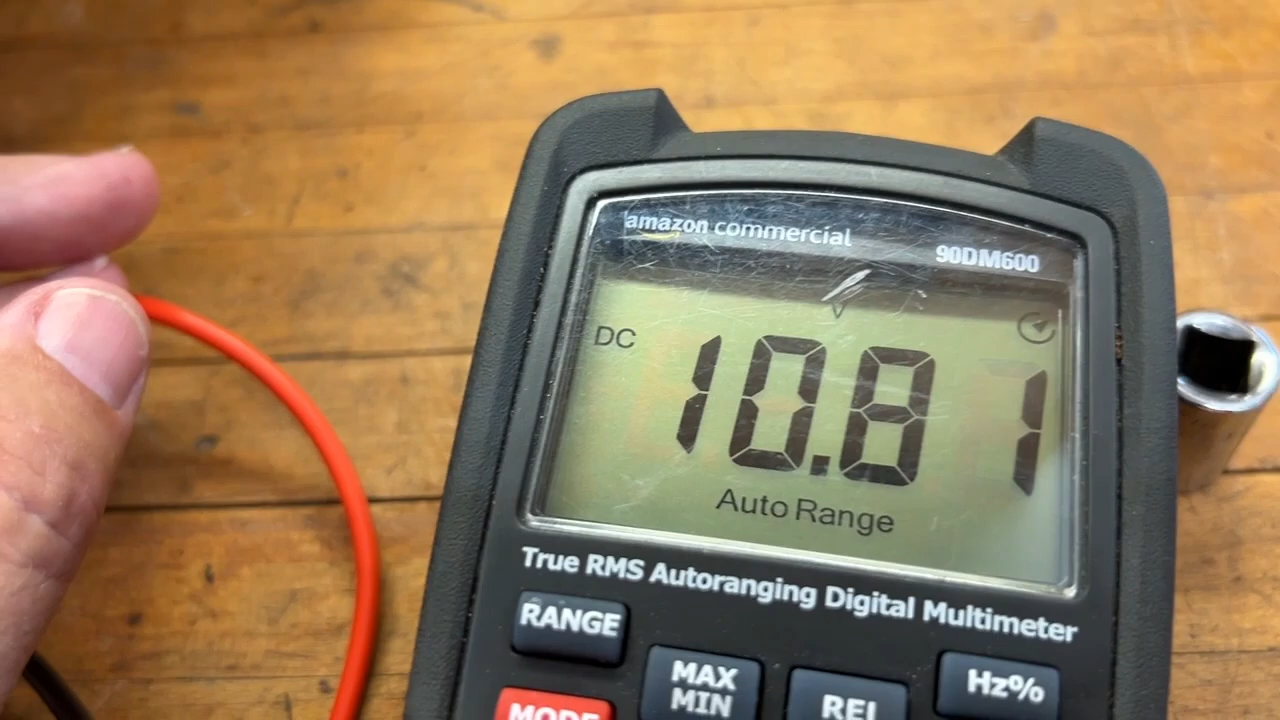 amazon commercial
90DM600
V
DC
10.81
Auto Range
True RMS Autoranging Digital Multimeter
RANGE
MAX
MIN
REL
Hz%
MODE